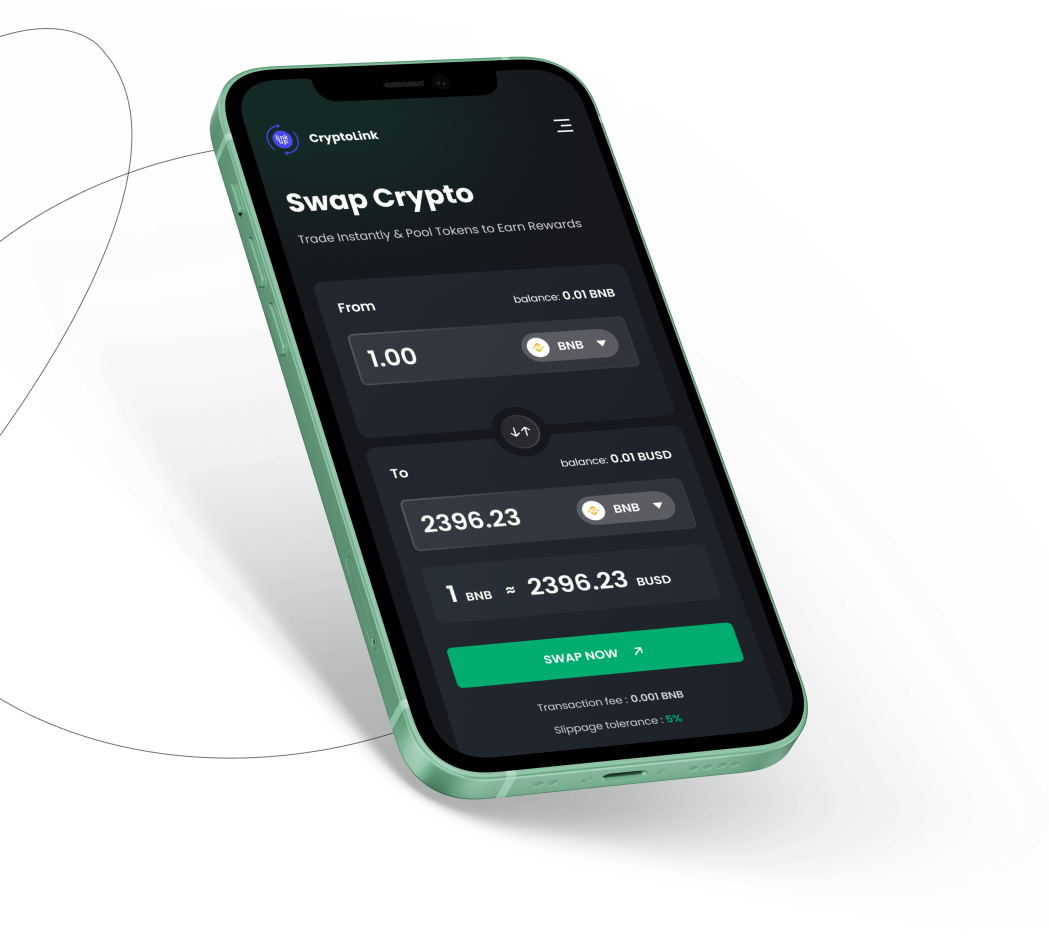 link
up
CryptoLink
Swap Crypto
Trade Instantly & Pool Tokens to Earn Rewards
From
balance: 0.01 BNB
1.00
BNB
To
balance: 0.01 BUSD
2396.23
BNB
1 BNB ≈ 2396.23 BUSD
SWAP NOW
Transaction fee : 0.001 BNB
Slippage tolerance : 5%